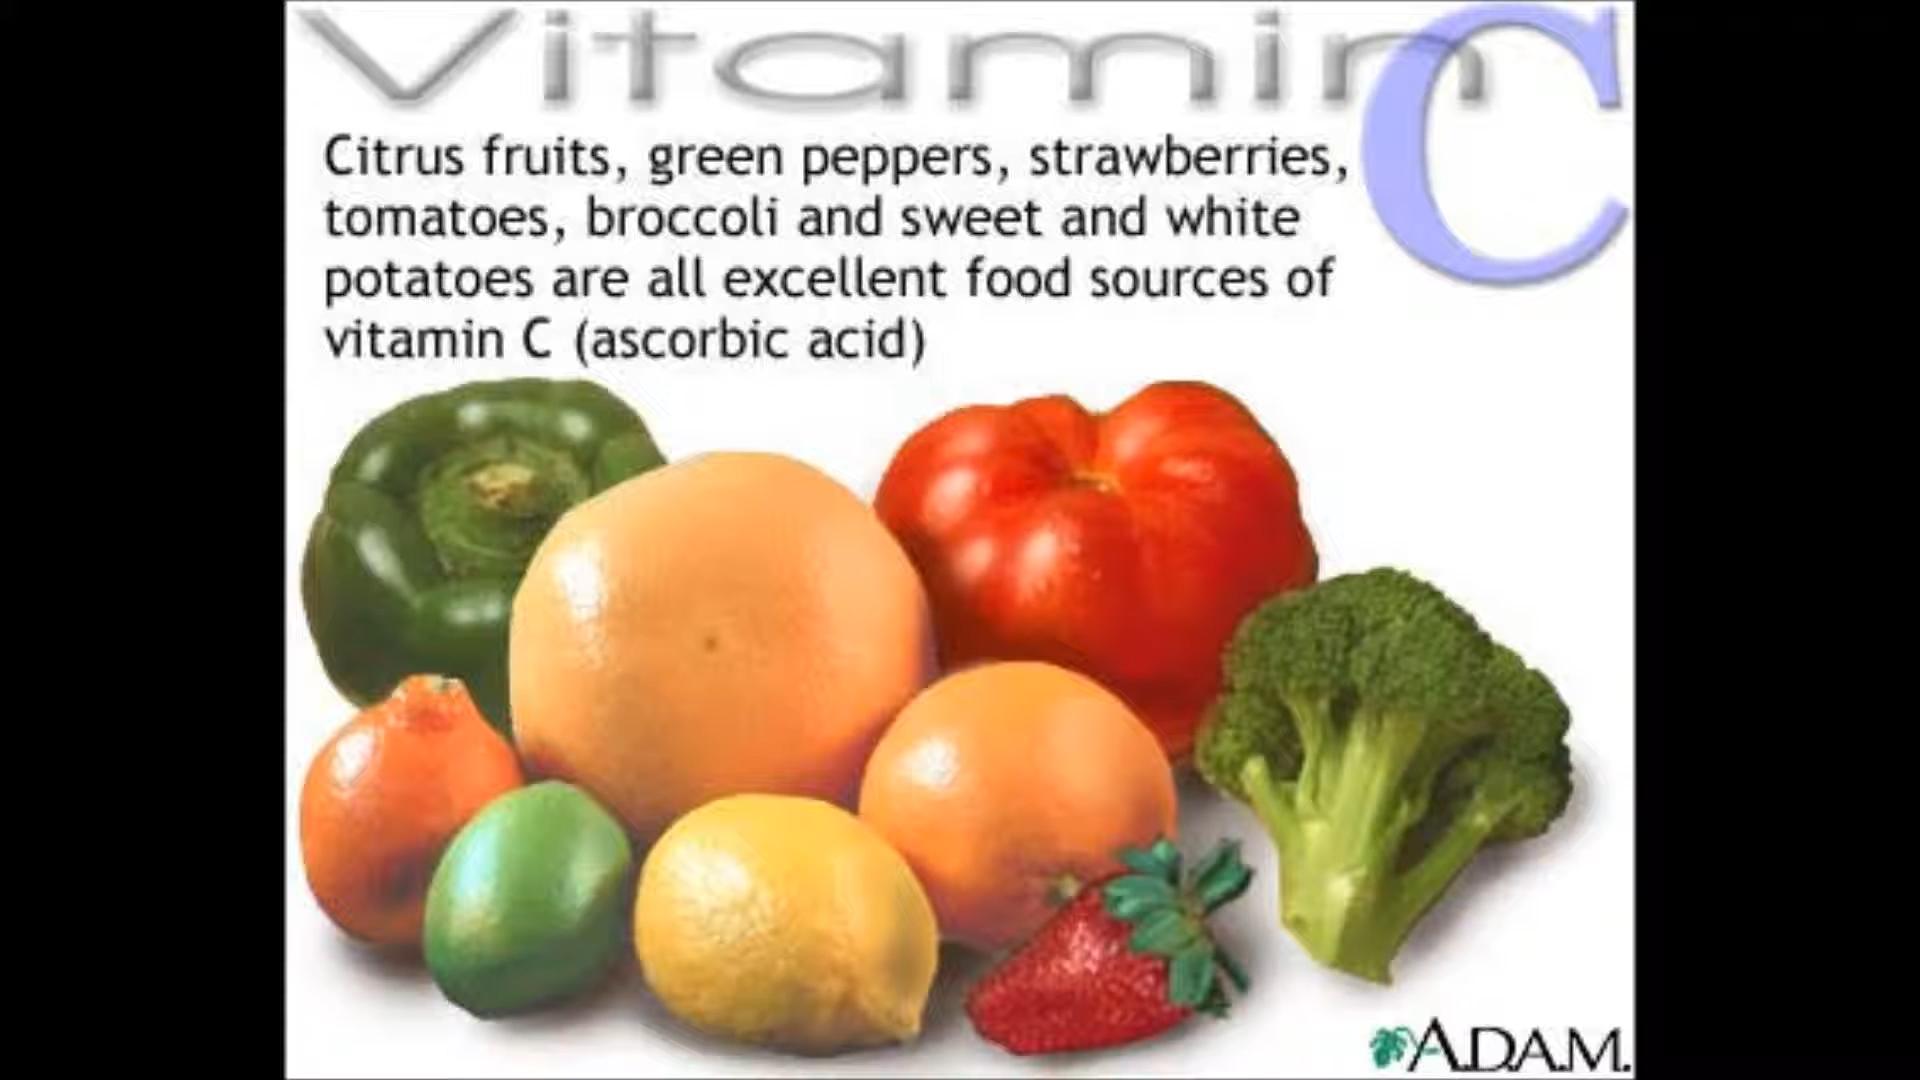 Vitamin C
Citrus fruits, green peppers, strawberries,
tomatoes, broccoli and sweet and white
potatoes are all excellent food sources of
vitamin C (ascorbic acid)
A.D.A.M.